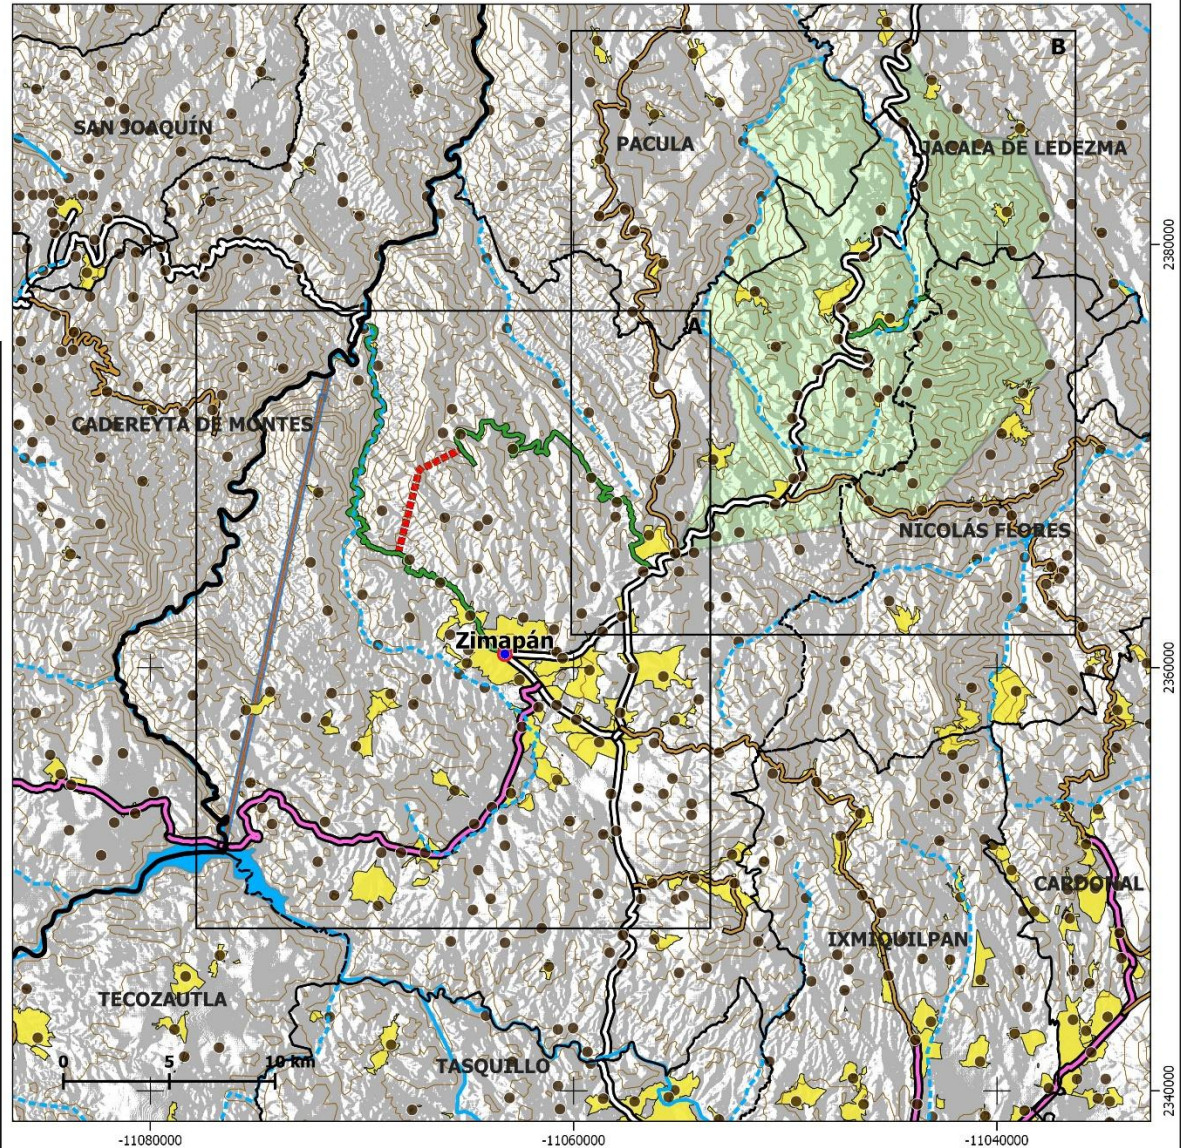 B
SAN JOAQUÍN
PACULA
JACALA DE LEDEZMA
2380000
A
CADEREYTA DE MONTES
NICOLÁS FLORES
Zimapán
2360000
CARDONAL
IXMIQUILPAN
TECOZAUTLA
0 5 10 km
TASQUILLO
2340000
-11080000 -11060000 -11040000